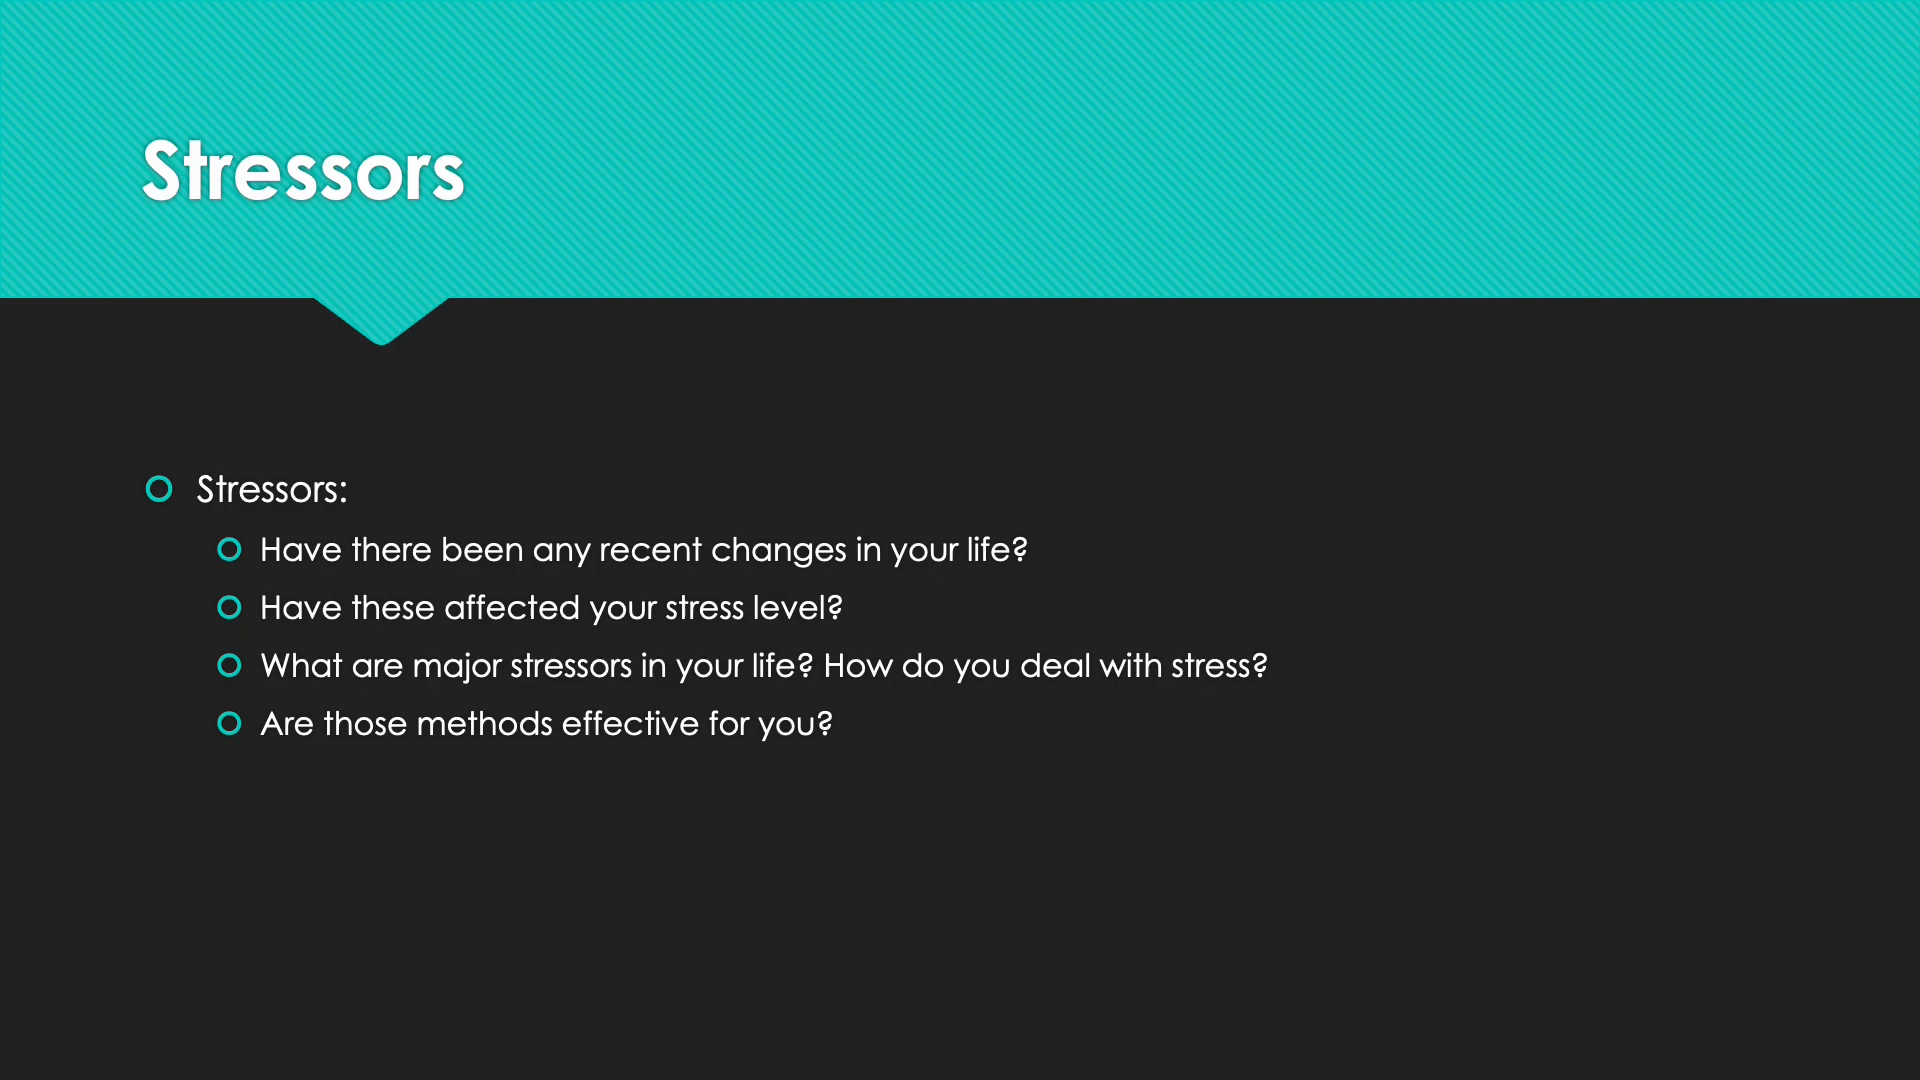 Stressors
Stressors:
Have there been any recent changes in your life?
Have these affected your stress level?
What are major stressors in your life? How do you deal with stress?
Are those methods effective for you?